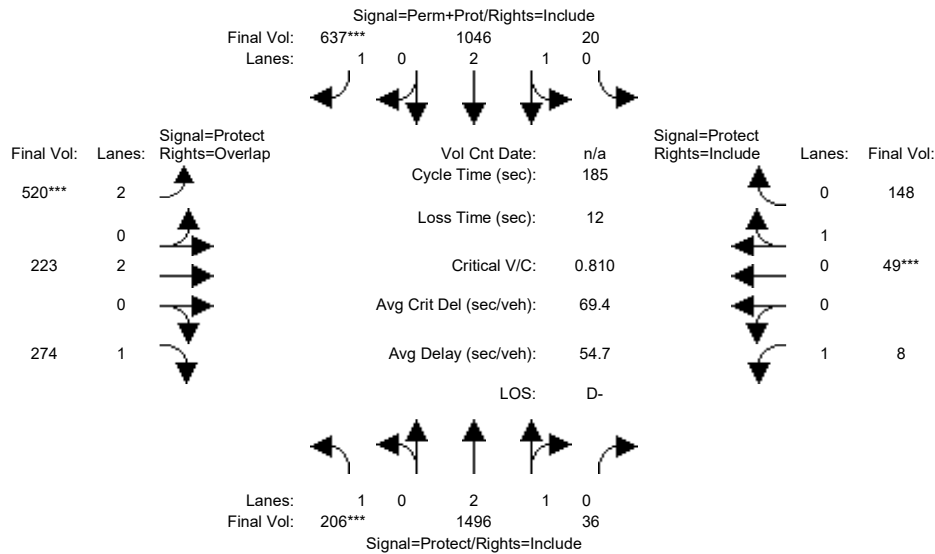 Signal=Perm+Prot/Rights=Include
Final Vol: 637*** 1046 20
Lanes: 1 0 2 1 0
Signal=Protect Signal=Protect
Final Vol: Lanes: Rights=Overlap Vol Cnt Date: n/a Rights=Include Lanes: Final Vol:
Cycle Time (sec): 185
520*** 2 0 148
Loss Time (sec): 12
0 1
223 2 Critical V/C: 0.810 0 49***
0 Avg Crit Del (sec/veh): 69.4 0
274 1 Avg Delay (sec/veh): 54.7 1 8
LOS: D-
Lanes: 1 0 2 1 0
Final Vol: 206*** 1496 36
Signal=Protect/Rights=Include